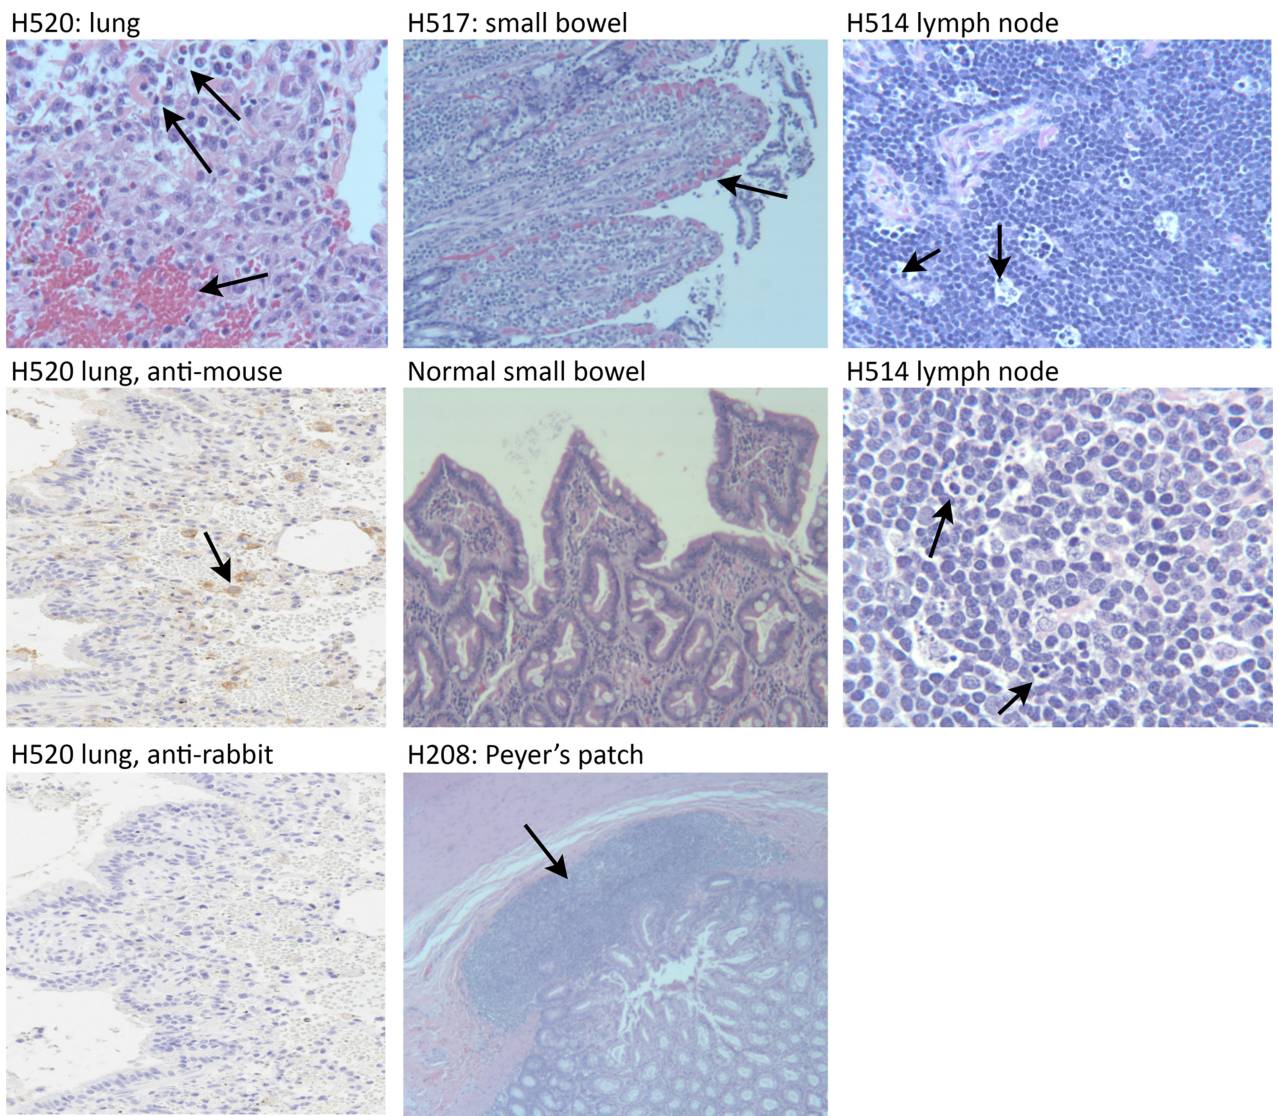 H520: lung
H517: small bowel
H514 lymph node
H520 lung, anti-mouse
Normal small bowel
H514 lymph node
H520 lung, anti-rabbit
H208: Peyer’s patch